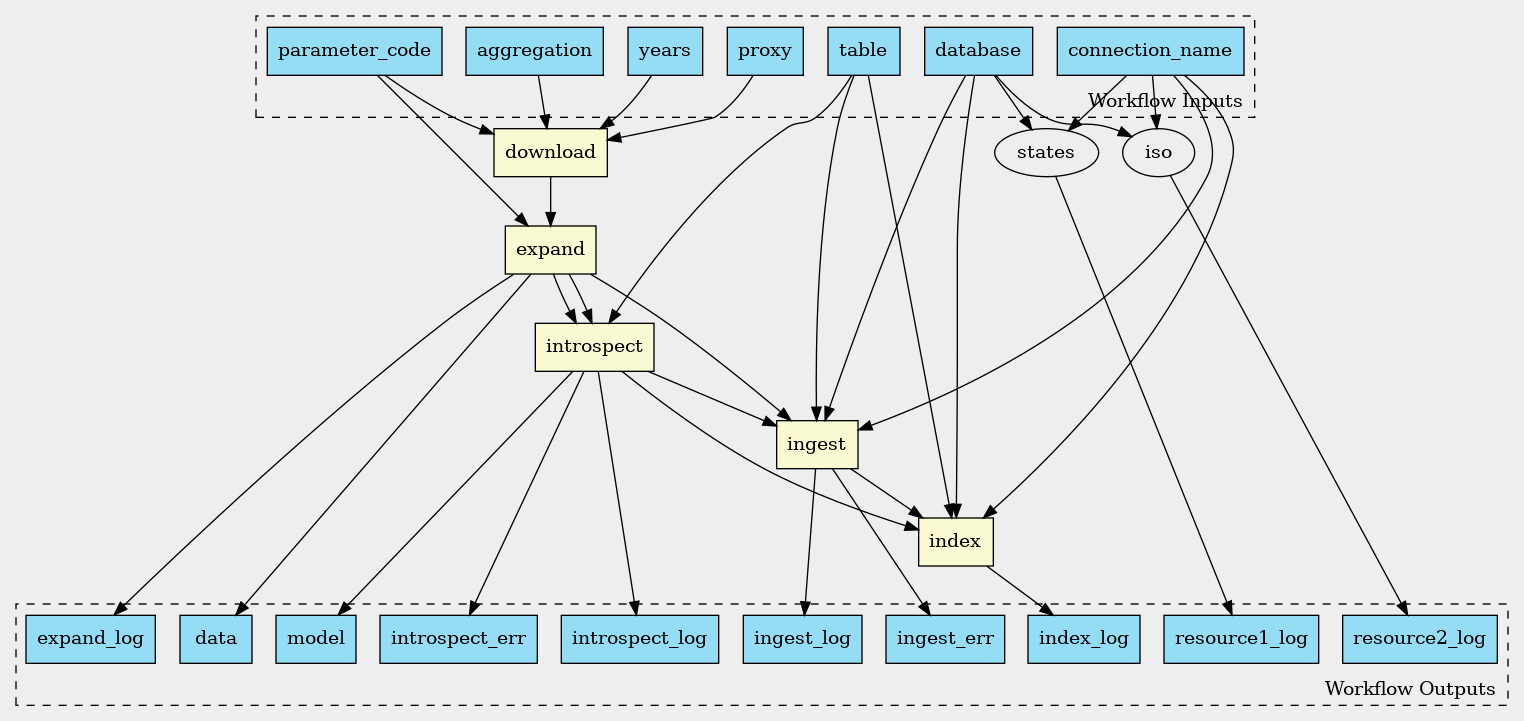 parameter_code
aggregation
years
proxy
table
database
connection_name
Workflow Inputs
download
states
iso
expand
introspect
ingest
index
expand_log
data
model
introspect_err
introspect_log
ingest_log
ingest_err
index_log
resource1_log
resource2_log
Workflow Outputs